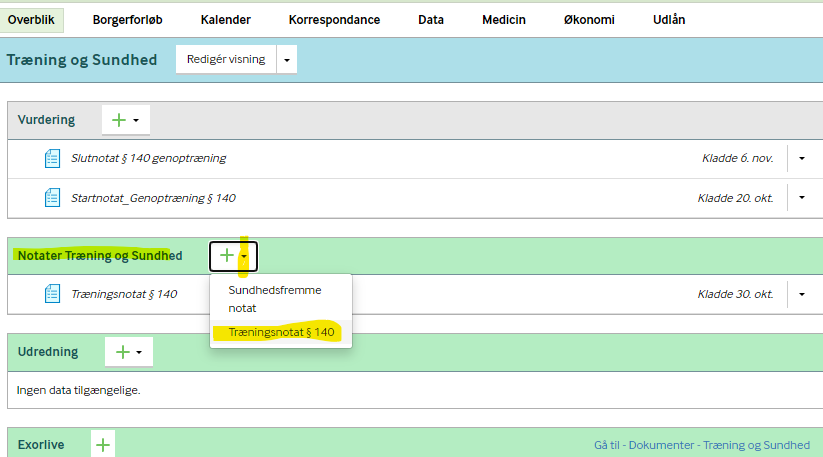 Overblik Borgerforløb Kalender Korrespondance Data Medicin Økonomi Udlån
Træning og Sundhed Redigér visning
Vurdering
Slutnotat § 140 genoptræning Kladde 6. nov.
Startnotat_Genoptræning § 140 Kladde 20. okt.
Notater Træning og Sundhed
Træningsnotat § 140 Kladde 30. okt.
Sundhedsfremme
notat
Træningsnotat § 140
Udredning
Ingen data tilgængelige.
Exorlive Gå til - Dokumenter - Træning og Sundhed